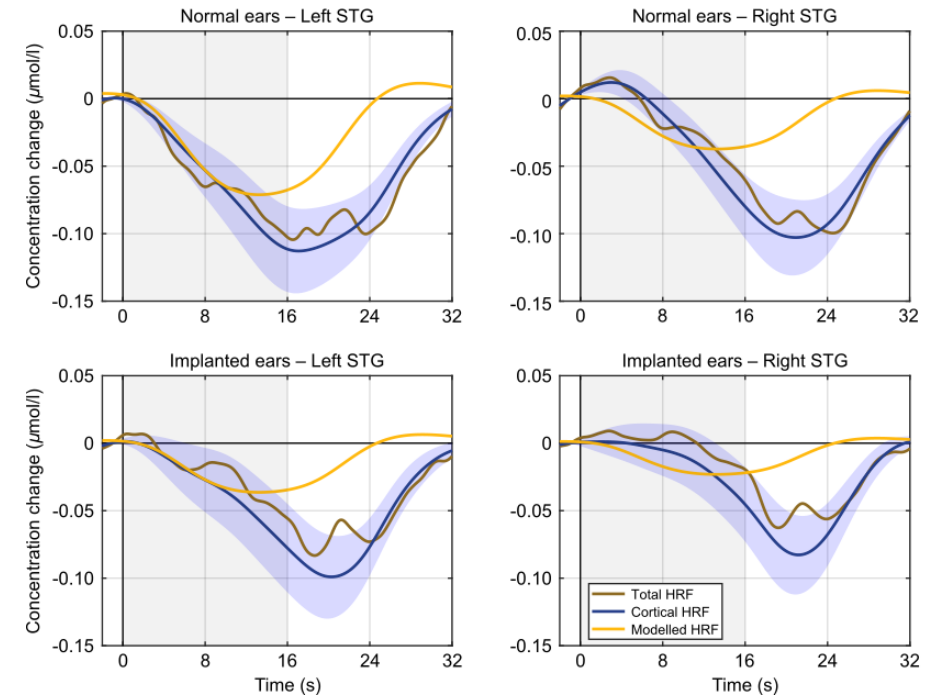 Normal ears – Left STG
Normal ears – Right STG
Concentration change (µmol/l)
0.05
0
-0.05
-0.10
-0.15
0 8 16 24 32
0.05
0
-0.05
-0.10
-0.15
0 8 16 24 32
Implanted ears – Left STG
Implanted ears – Right STG
Concentration change (µmol/l)
0.05
0
-0.05
-0.10
-0.15
0 8 16 24 32
Time (s)
0.05
0
-0.05
-0.10
-0.15
Total HRF
Cortical HRF
Modelled HRF
0 8 16 24 32
Time (s)